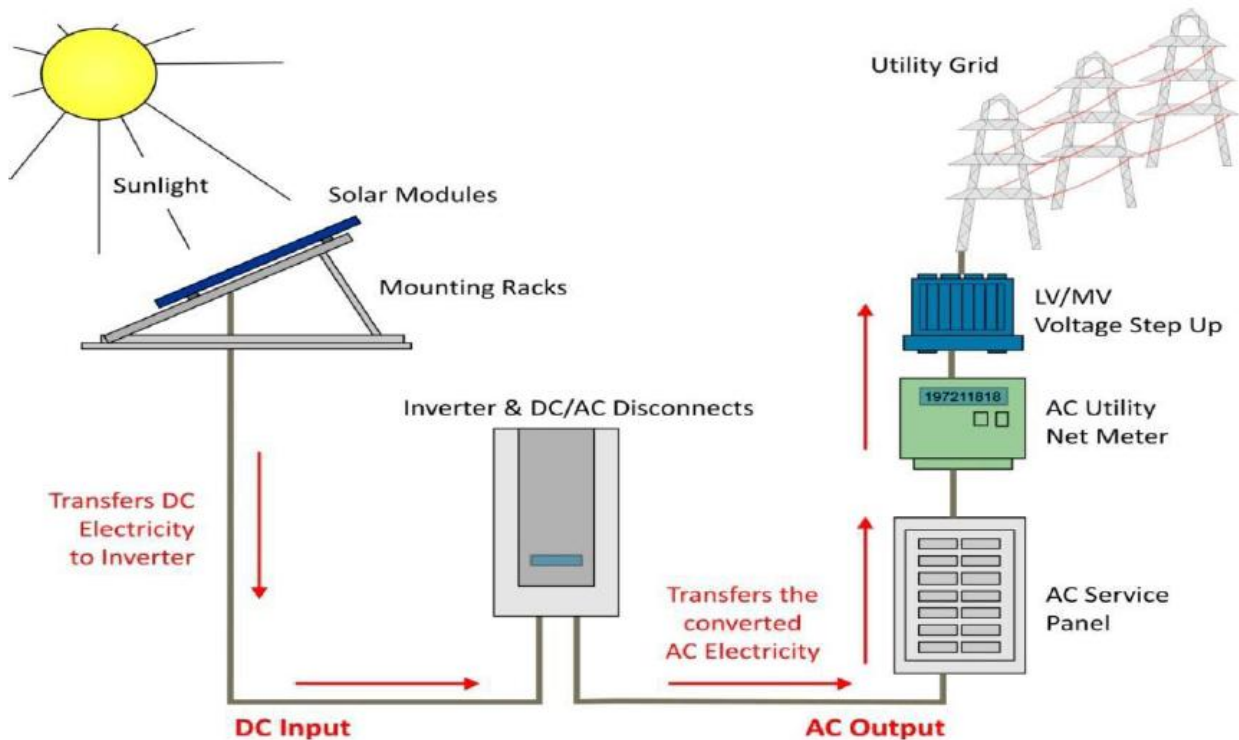 Utility Grid
Sunlight
Solar Modules
Mounting Racks
LV/MV
Voltage Step Up
Inverter & DC/AC Disconnects
197211818
AC Utility
Net Meter
Transfers DC
Electricity
to Inverter
Transfers the
converted
AC Electricity
AC Service
Panel
DC Input
AC Output